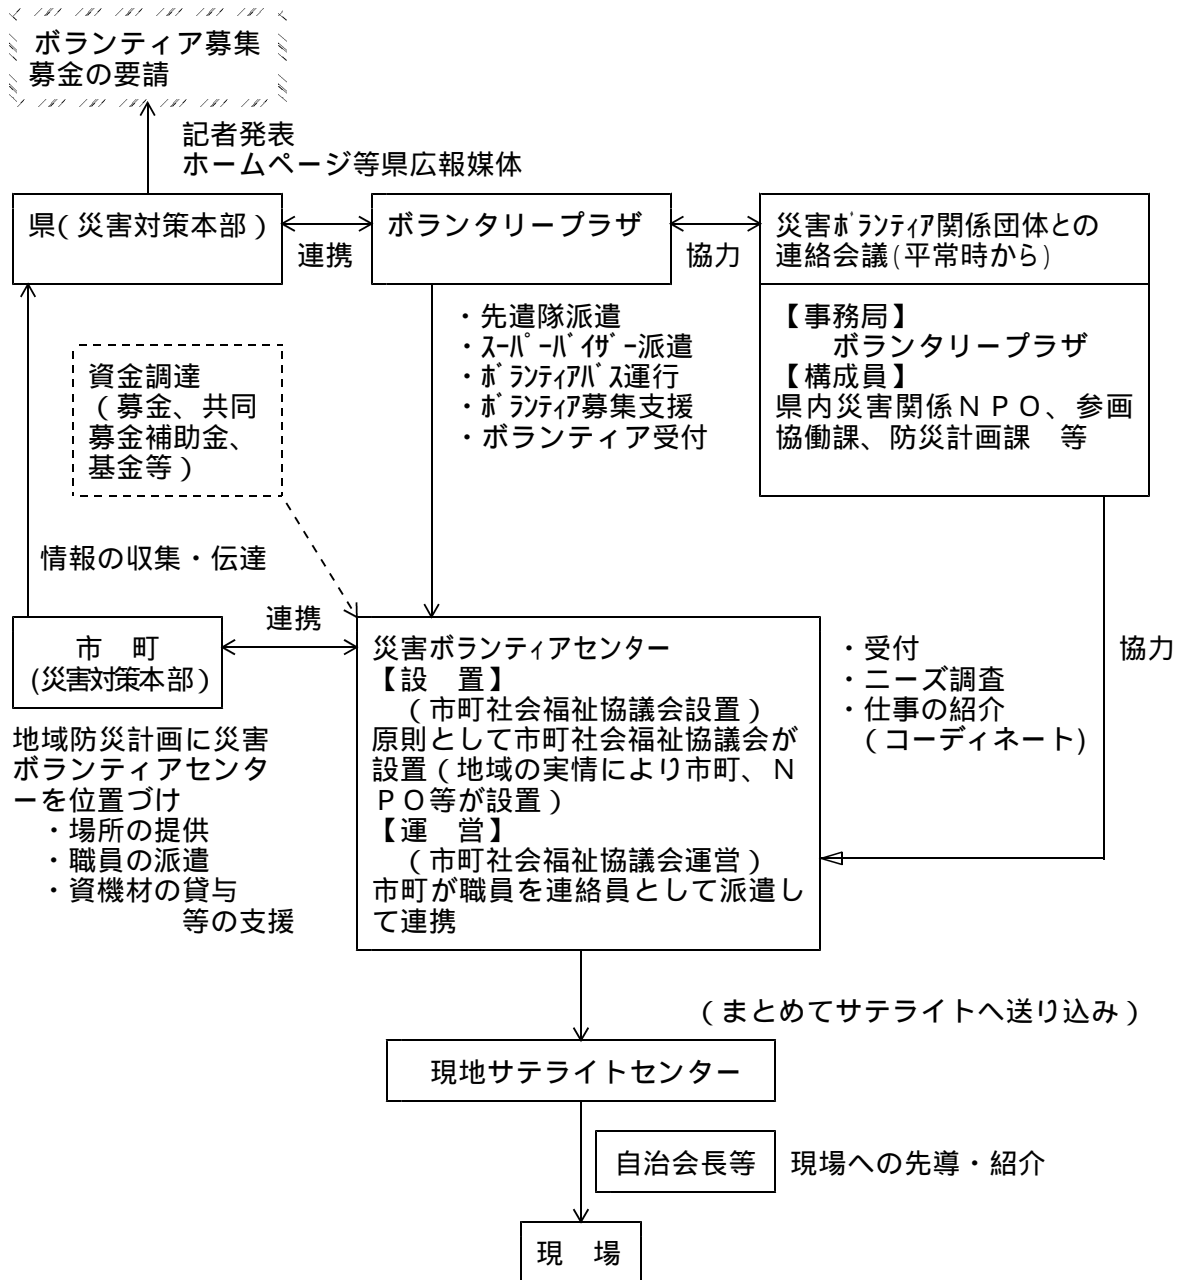 ボランティア募集
募金の要請
記者発表
ホームページ等県広報媒体
県(災害対策本部)
連携
ボランタリープラザ
協力
災害ボランティア関係団体との
連絡会議(平常時から)
【事務局】
ボランタリープラザ
【構成員】
県内災害関係ＮＰＯ、参画
協働課、防災計画課　等
・先遣隊派遣
・スーパーバイザー派遣
・ボランティアバス運行
・ボランティア募集支援
・ボランティア受付
資金調達
(募金、共同
募金補助金、
基金等)
情報の収集・伝達
市　町
(災害対策本部)
連携
地域防災計画に災害
ボランティアセンタ
ーを位置づけ
・場所の提供
・職員の派遣
・資機材の貸与
等の支援
災害ボランティアセンター
【設　置】
(市町社会福祉協議会設置)
原則として市町社会福祉協議会が
設置(地域の実情により市町、Ｎ
ＰＯ等が設置)
【運　営】
(市町社会福祉協議会運営)
市町が職員を連絡員として派遣し
て連携
・受付
・ニーズ調査
・仕事の紹介
(コーディネート)
協力
(まとめてサテライトへ送り込み)
現地サテライトセンター
自治会長等
現場への先導・紹介
現　場